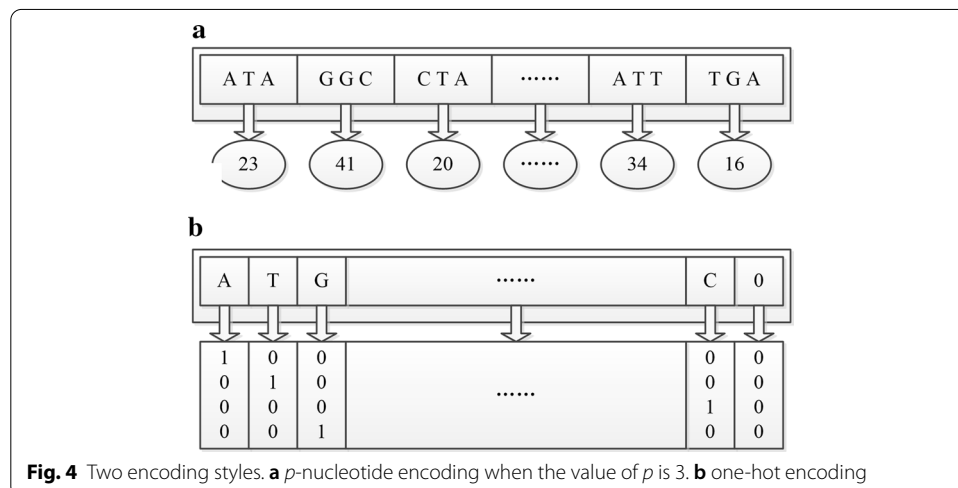 a
A T A G G C C T A ...... A T T T G A
23 41 20 ...... 34 16
b
A T G ...... C 0
1 0 0 0 0
0 1 0 0 0
......
0 0 0 1 0
0 0 1 0 0
Fig. 4 Two encoding styles. a p-nucleotide encoding when the value of p is 3. b one-hot encoding